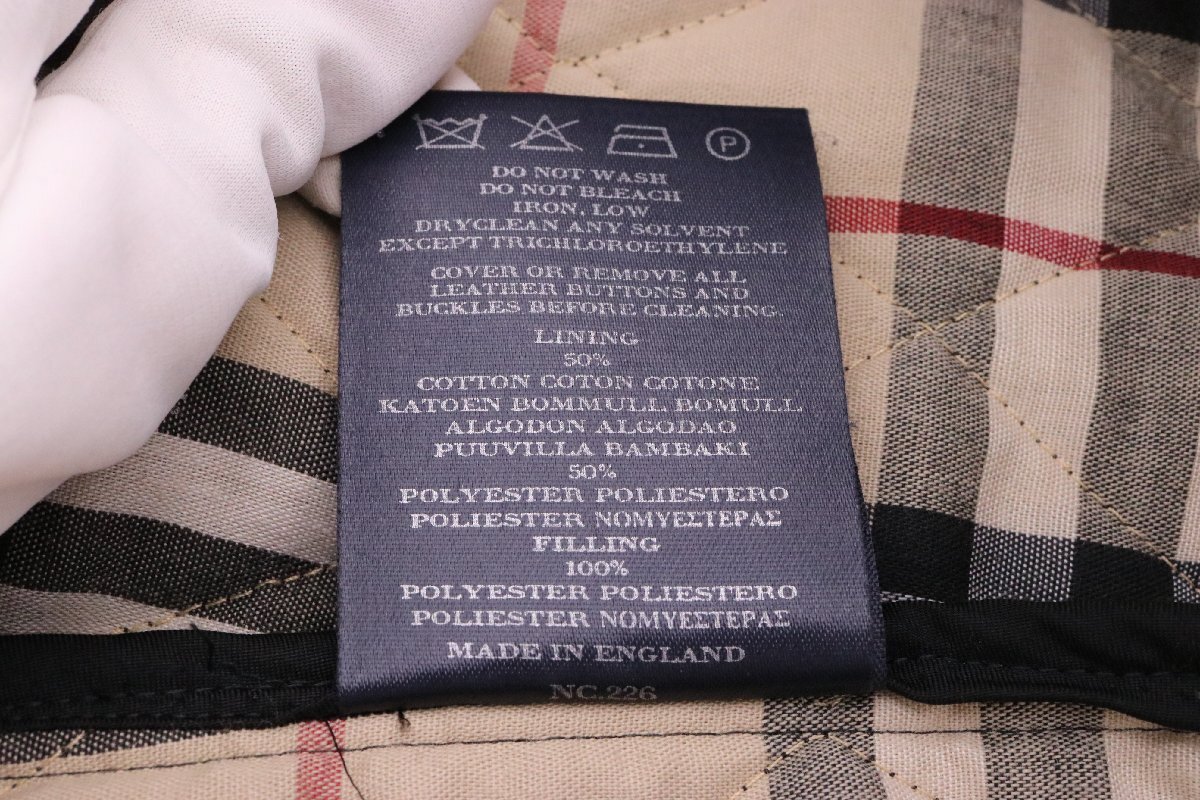 P
DO NOT WASH
DO NOT BLEACH
IRON, LOW
DRYCLEAN ANY SOLVENT
EXCEPT TRICHLOROETHYLENE
COVER OR REMOVE ALL
LEATHER BUTTONS AND
BUCKLES BEFORE CLEANING.
LINING
50%
COTTON COTON COTONE
KATOEN BOMMULL BOMULL
ALGODON ALGODAO
PUUVILLA BAMBAKI
50%
POLYESTER POLIESTERO
POLIESTER ΝΟΜΥΕΣΤΕΡΑΣ
FILLING
100%
POLYESTER POLIESTERO
POLIESTER ΝΟΜΥΕΣΤΕΡΑΣ
MADE IN ENGLAND
NC.226